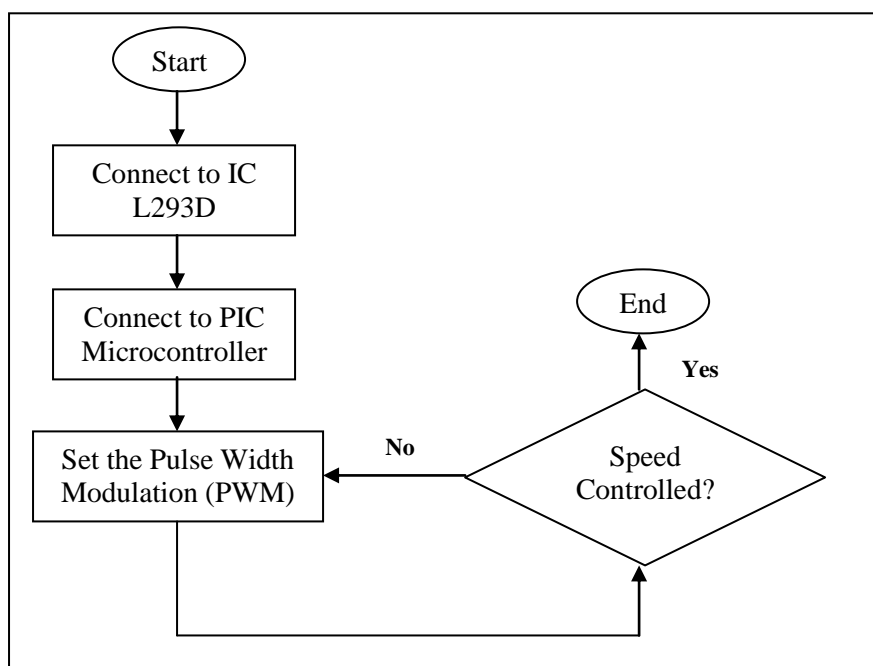 Start
Connect to IC
L293D
Connect to PIC
Microcontroller
Set the Pulse Width
Modulation (PWM)
No
Speed
Controlled?
Yes
End